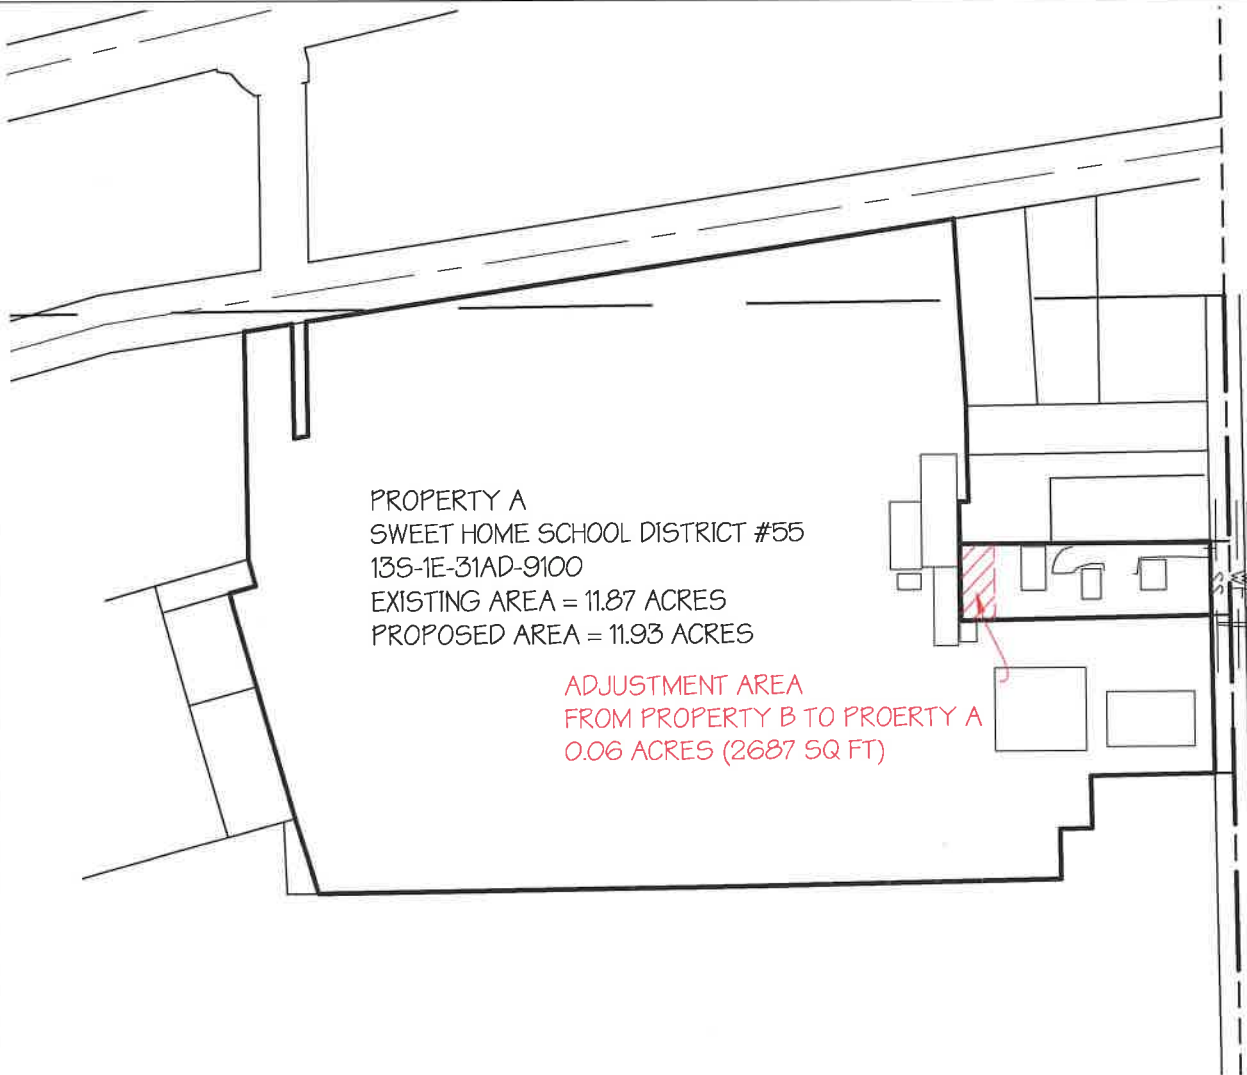 PROPERTY A
SWEET HOME SCHOOL DISTRICT #55
13S-1E-31AD-9100
EXISTING AREA = 11.87 ACRES
PROPOSED AREA = 11.93 ACRES
ADJUSTMENT AREA
FROM PROPERTY B TO PROERTY A
0.06 ACRES (2687 SQ FT)
SS
W